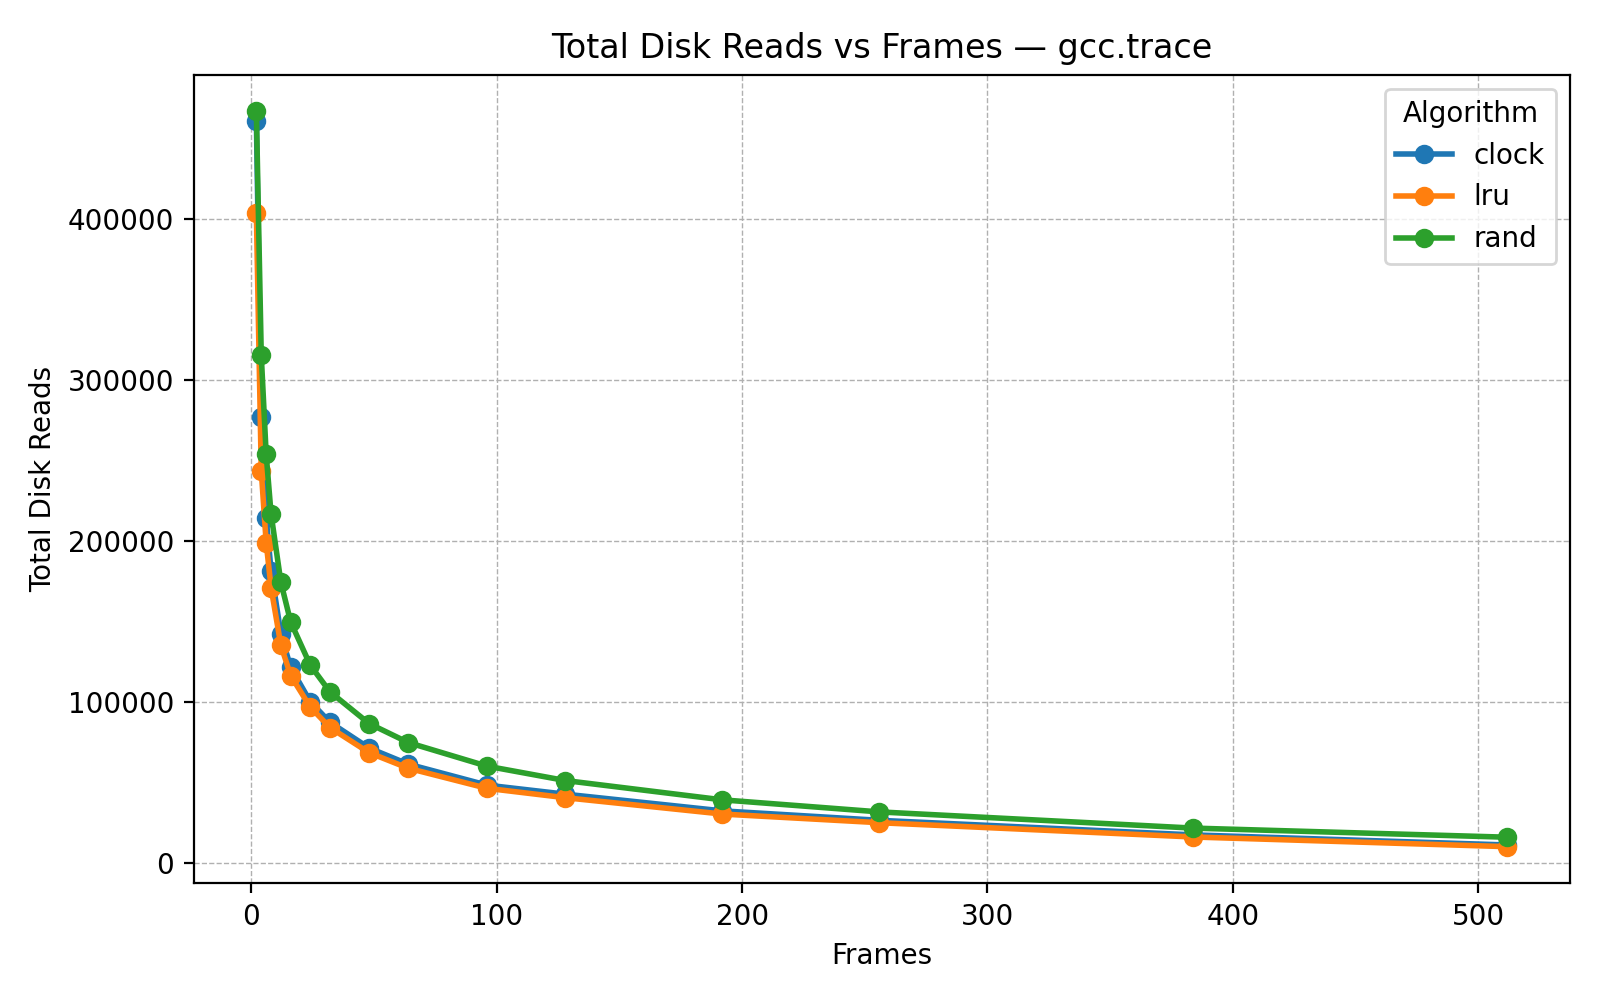 Total Disk Reads vs Frames — gcc.trace
Algorithm
clock
lru
rand
Total Disk Reads
400000
300000
200000
100000
0
0 100 200 300 400 500
Frames